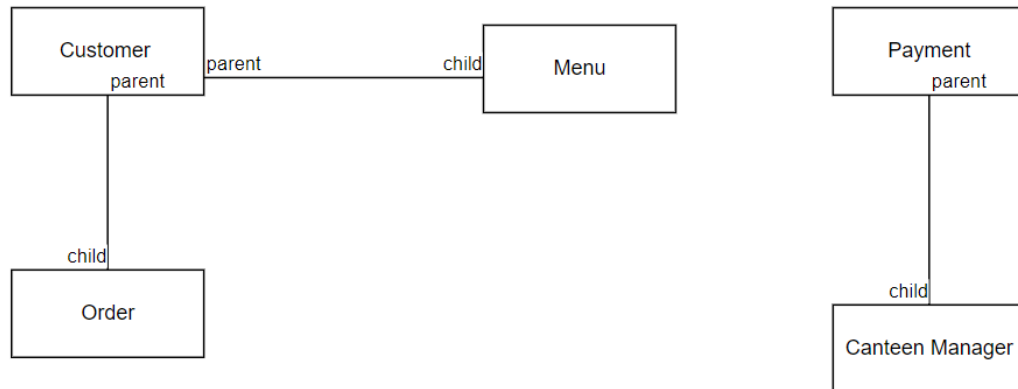 Customer
parent
parent
child
Menu
Payment
parent
child
Order
child
Canteen Manager